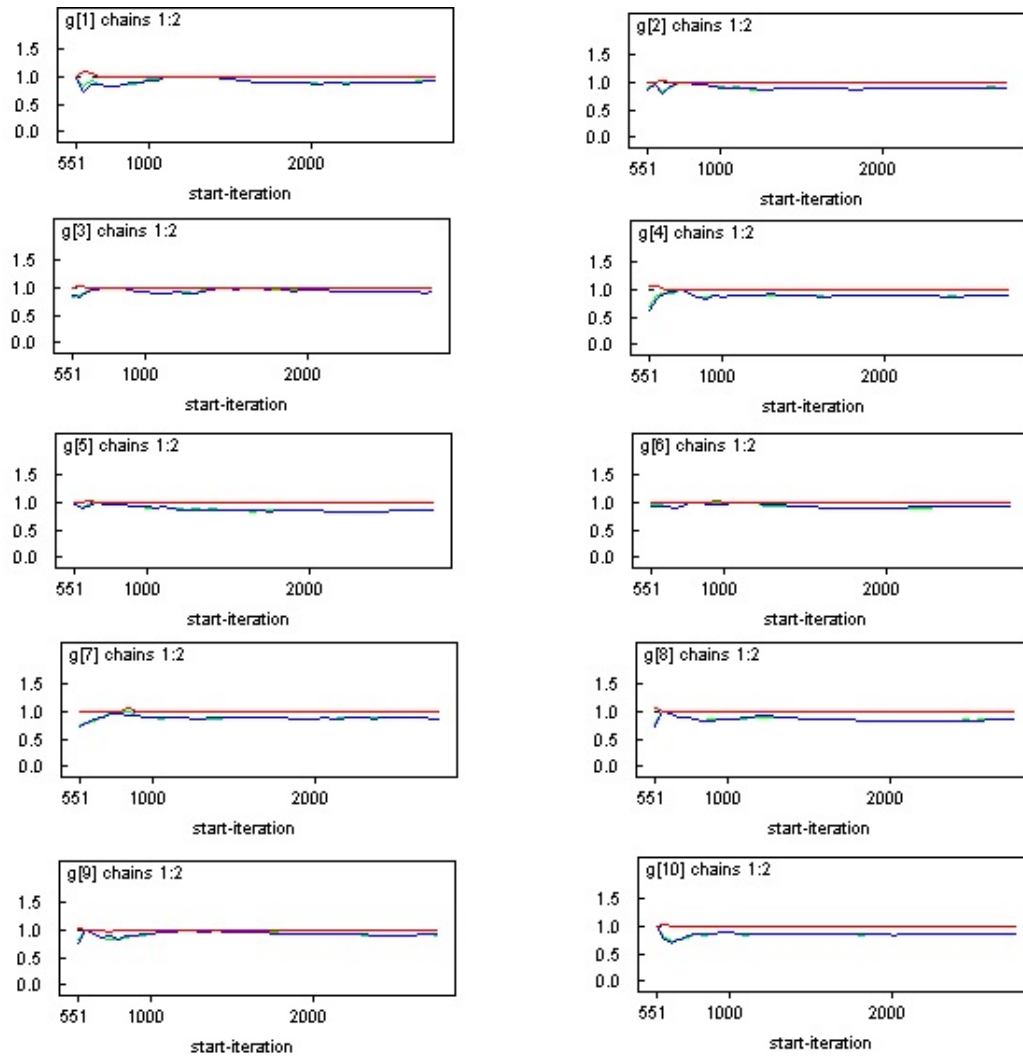 g[1] chains 1:2
1.5
1.0
0.5
0.0
551 1000 2000
start-iteration
g[2] chains 1:2
1.5
1.0
0.5
0.0
551 1000 2000
start-iteration
g[3] chains 1:2
1.5
1.0
0.5
0.0
551 1000 2000
start-iteration
g[4] chains 1:2
1.5
1.0
0.5
0.0
551 1000 2000
start-iteration
g[5] chains 1:2
1.5
1.0
0.5
0.0
551 1000 2000
start-iteration
g[6] chains 1:2
1.5
1.0
0.5
0.0
551 1000 2000
start-iteration
g[7] chains 1:2
1.5
1.0
0.5
0.0
551 1000 2000
start-iteration
g[8] chains 1:2
1.5
1.0
0.5
0.0
551 1000 2000
start-iteration
g[9] chains 1:2
1.5
1.0
0.5
0.0
551 1000 2000
start-iteration
g[10] chains 1:2
1.5
1.0
0.5
0.0
551 1000 2000
start-iteration